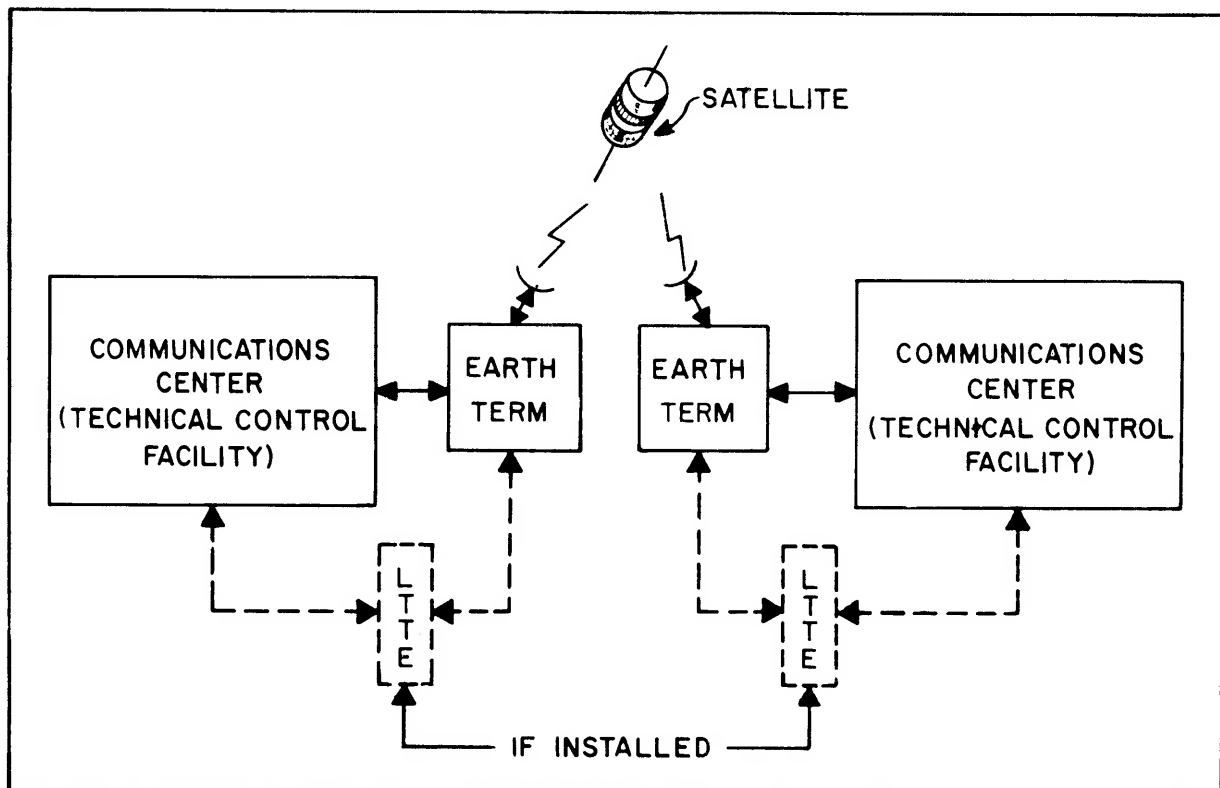 SATELLITE
COMMUNICATIONS
CENTER
(TECHNICAL CONTROL
FACILITY)
EARTH
TERM
EARTH
TERM
COMMUNICATIONS
CENTER
(TECHNICAL CONTROL
FACILITY)
L
T
T
E
L
T
T
E
IF INSTALLED